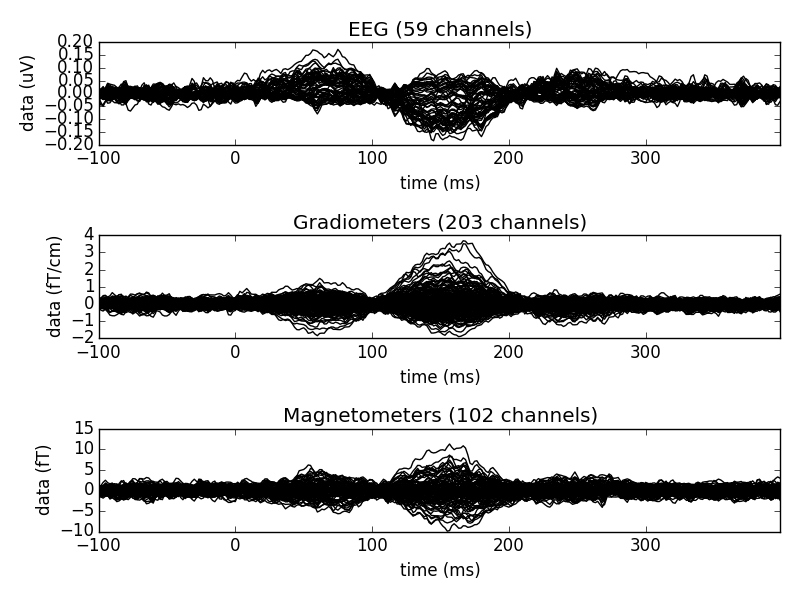 EEG (59 channels)
0.20
0.15
0.10
0.05
0.00
−0.05
−0.10
−0.15
−0.20
data (uV)
−100 0 100 200 300
time (ms)
Gradiometers (203 channels)
4
3
2
1
0
−1
−2
data (fT/cm)
−100 0 100 200 300
time (ms)
Magnetometers (102 channels)
15
10
5
0
−5
−10
data (fT)
−100 0 100 200 300
time (ms)